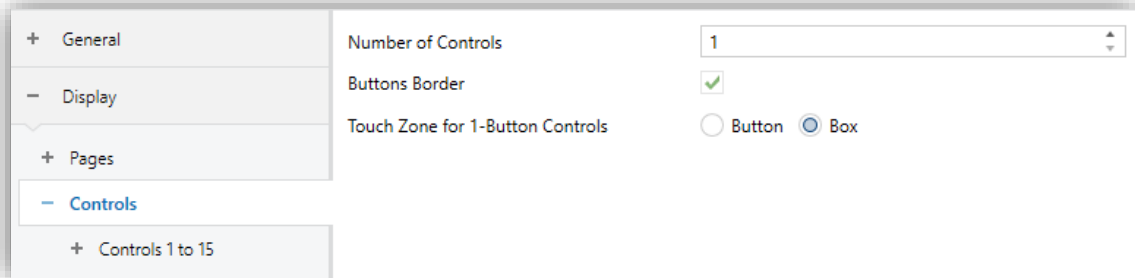 General
Display
Pages
Controls
Controls 1 to 15
Number of Controls 1
Buttons Border
Touch Zone for 1-Button Controls Button Box